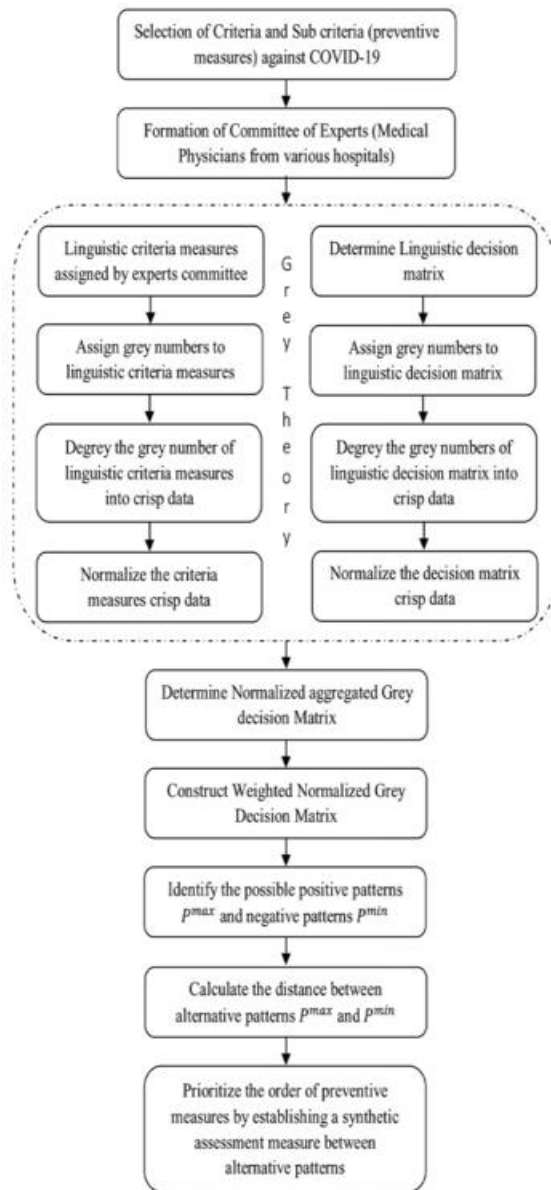 Selection of Criteria and Sub criteria (preventive
measures) against COVID-19
Formation of Committee of Experts (Medical
Physicians from various hospitals)
Linguistic criteria measures
assigned by experts committee
Assign grey numbers to
linguistic criteria measures
Degrey the grey number of
linguistic criteria measures
into crisp data
Normalize the criteria
measures crisp data
Grey Theory
Determine Linguistic decision
matrix
Assign grey numbers to
linguistic decision matrix
Degrey the grey numbers of
linguistic decision matrix into
crisp data
Normalize the decision matrix
crisp data
Determine Normalized aggregated Grey
decision Matrix
Construct Weighted Normalized Grey
Decision Matrix
Identify the possible positive patterns
P^max and negative patterns P^min
Calculate the distance between
alternative patterns P^max and P^min
Prioritize the order of preventive
measures by establishing a synthetic
assessment measure between
alternative patterns